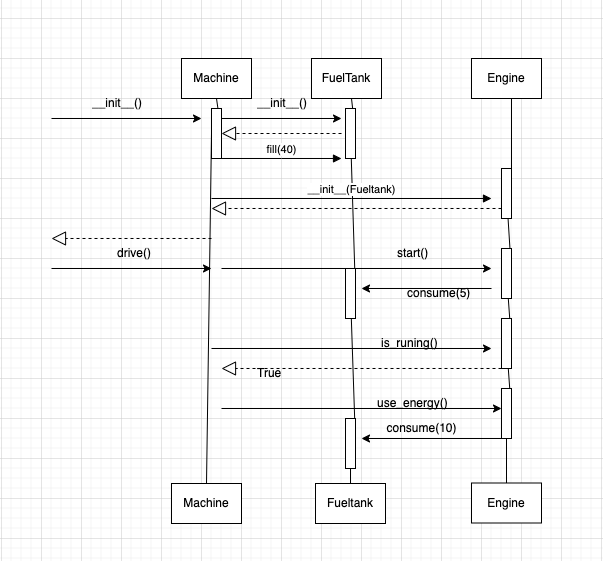 Machine
FuelTank
Engine
__init__()
__init__()
fill(40)
__init__(Fueltank)
drive()
start()
consume(5)
is_runing()
True
use_energy()
consume(10)
Machine
Fueltank
Engine